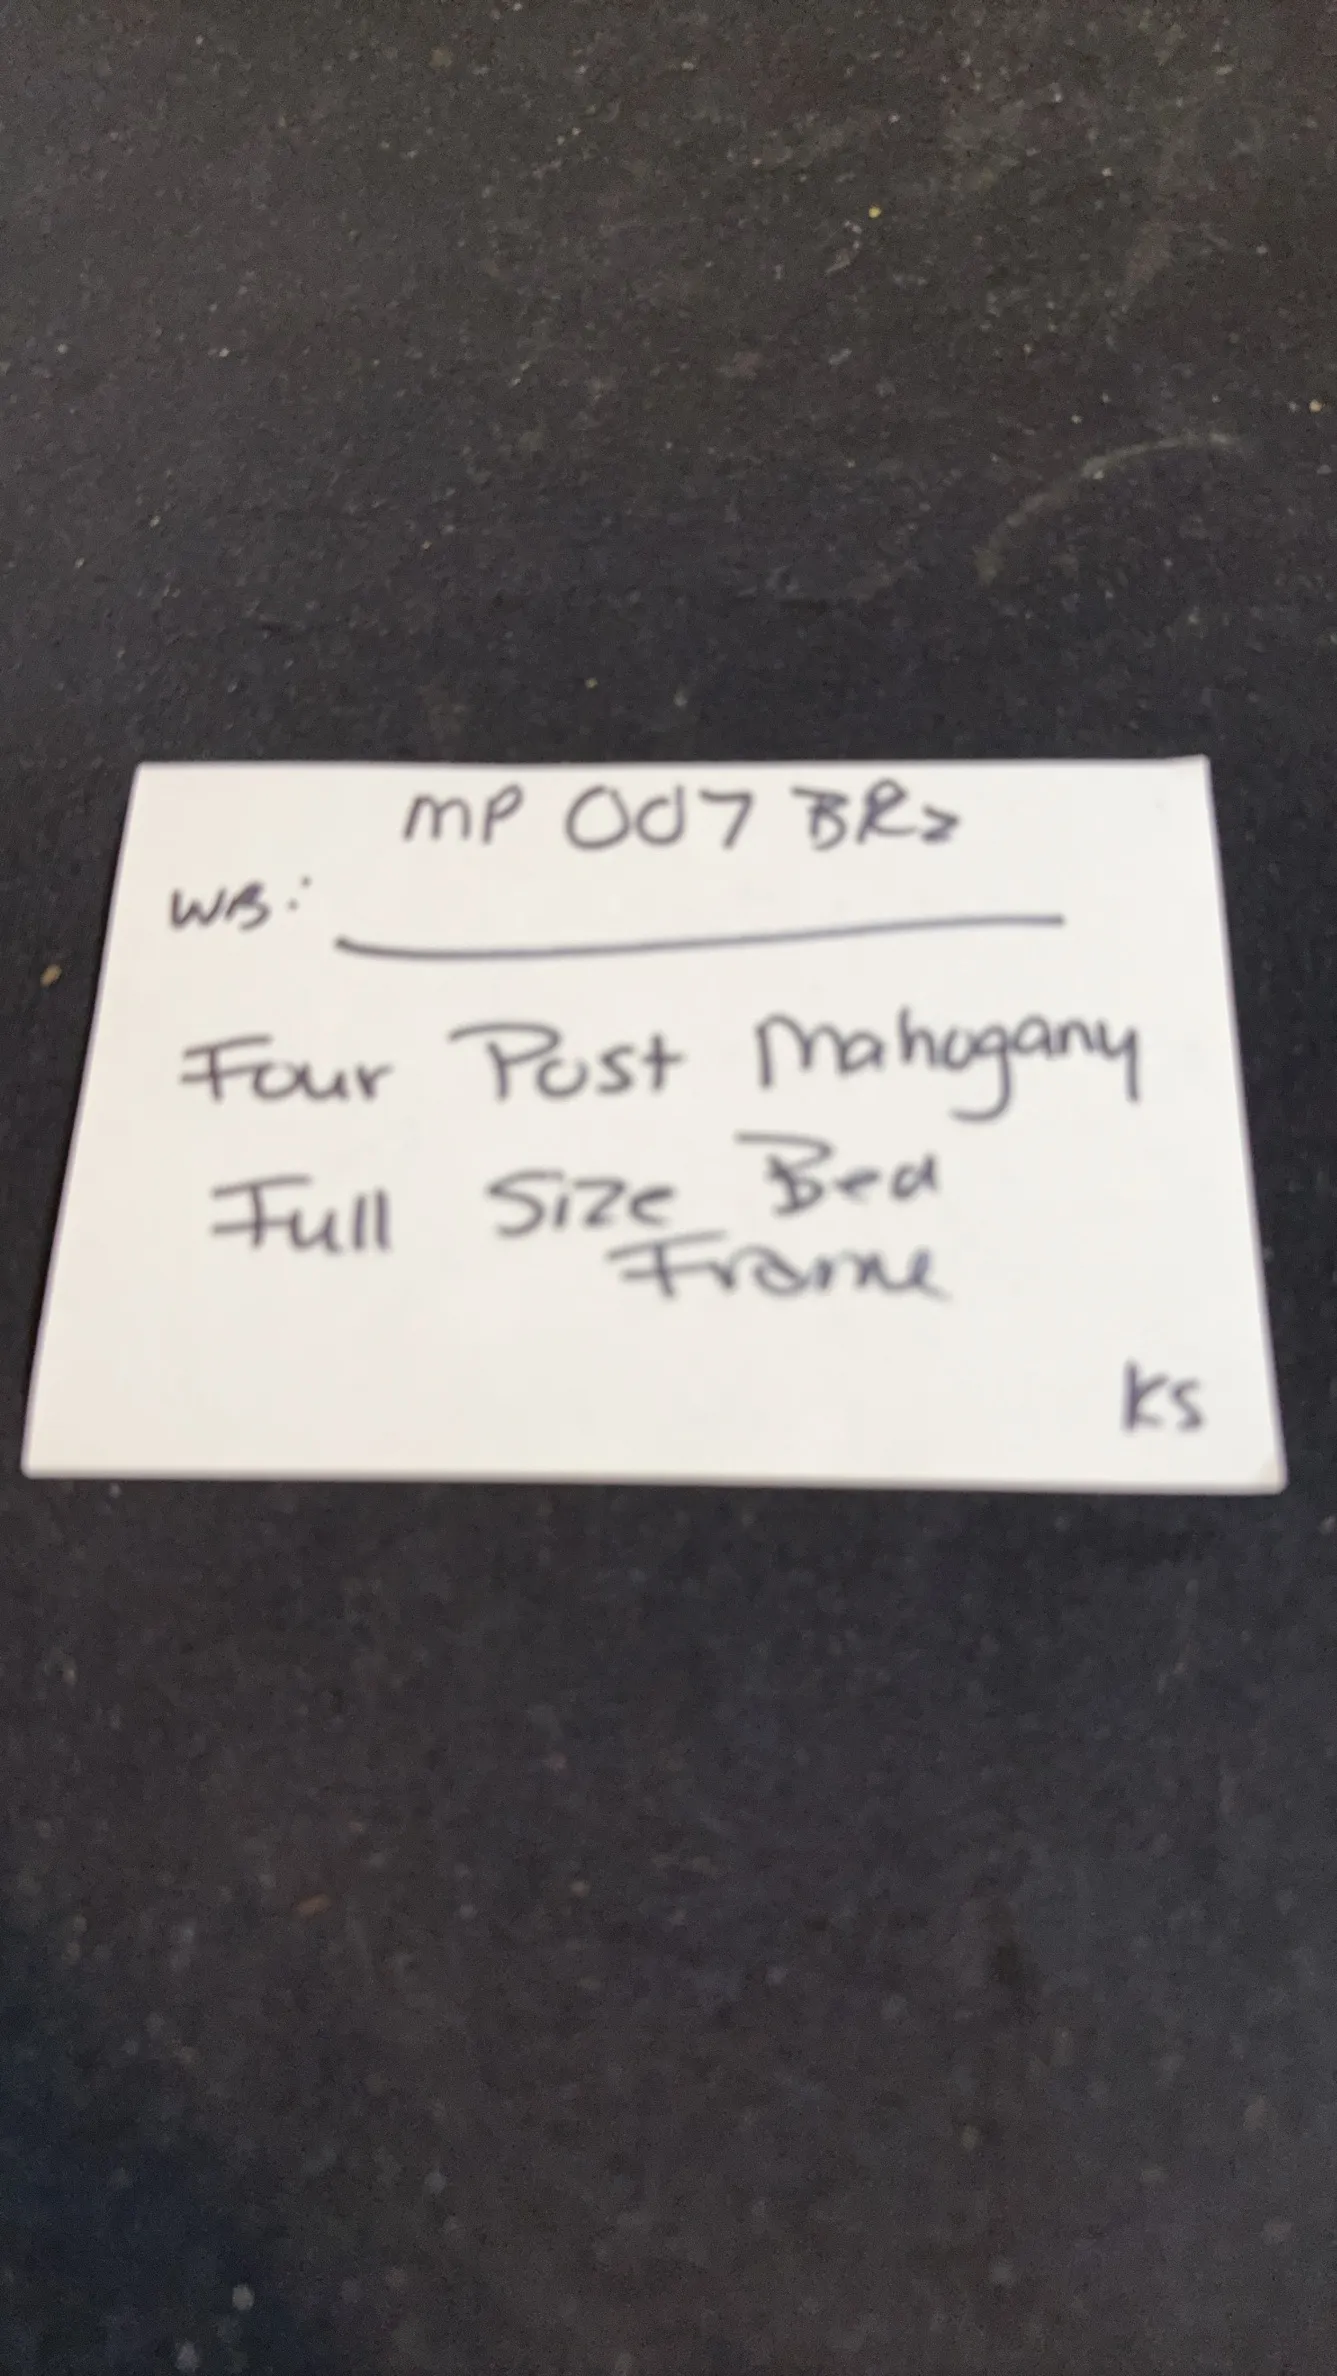 MP 007 BR2
WB:
Four Post Mahogany
Full Size Bed
Frame
KS